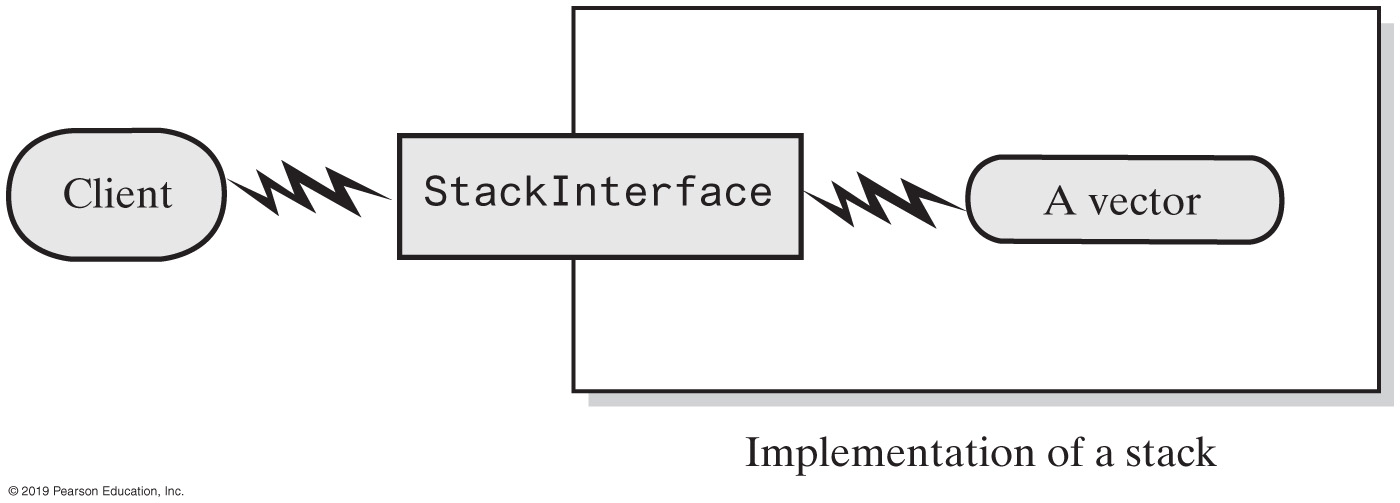 Client
StackInterface
A vector
Implementation of a stack
© 2019 Pearson Education, Inc.